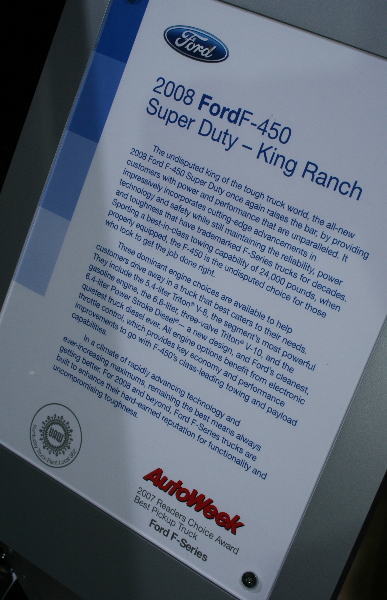 Ford
2008 FordF-450
Super Duty – King Ranch
The undisputed king of the tough truck world, the all-new
2008 Ford F-450 Super Duty once again raises the bar, by providing
customers with power and performance that are unparalleled. It
impressively incorporates cutting-edge advancements in
technology and safety while still maintaining the reliability, power
and toughness that have trademarked F-Series trucks for decades.
Sporting a best-in-class towing capability of 24,000 pounds, when
properly equipped, the F-450 is the undisputed choice for those
who look to get the job done right.
Three dominant engine choices are available to help
customers drive away in a truck that best caters to their needs.
They include the 5.4-liter Triton® V-8, the segment's most powerful
gasoline engine, the 6.8-liter, three-valve Triton® V-10, and the
6.4-liter Power Stroke Diesel®– a new design, and Ford's cleanest,
quietest truck diesel ever. All engine options benefit from electronic
throttle control, which provides key economy and performance
improvements to go with F-450's class-leading towing and payload
capabilities.
In a climate of rapidly advancing technology and
ever-increasing maximums, remaining the best means always
getting better. For 2008 and beyond, Ford F-Series trucks are
sure to enhance their hard-earned reputation for functionality and
uncompromising toughness.
AutoWeek
2007 Readers Choice Award
Best Pickup Truck
Ford F-Series